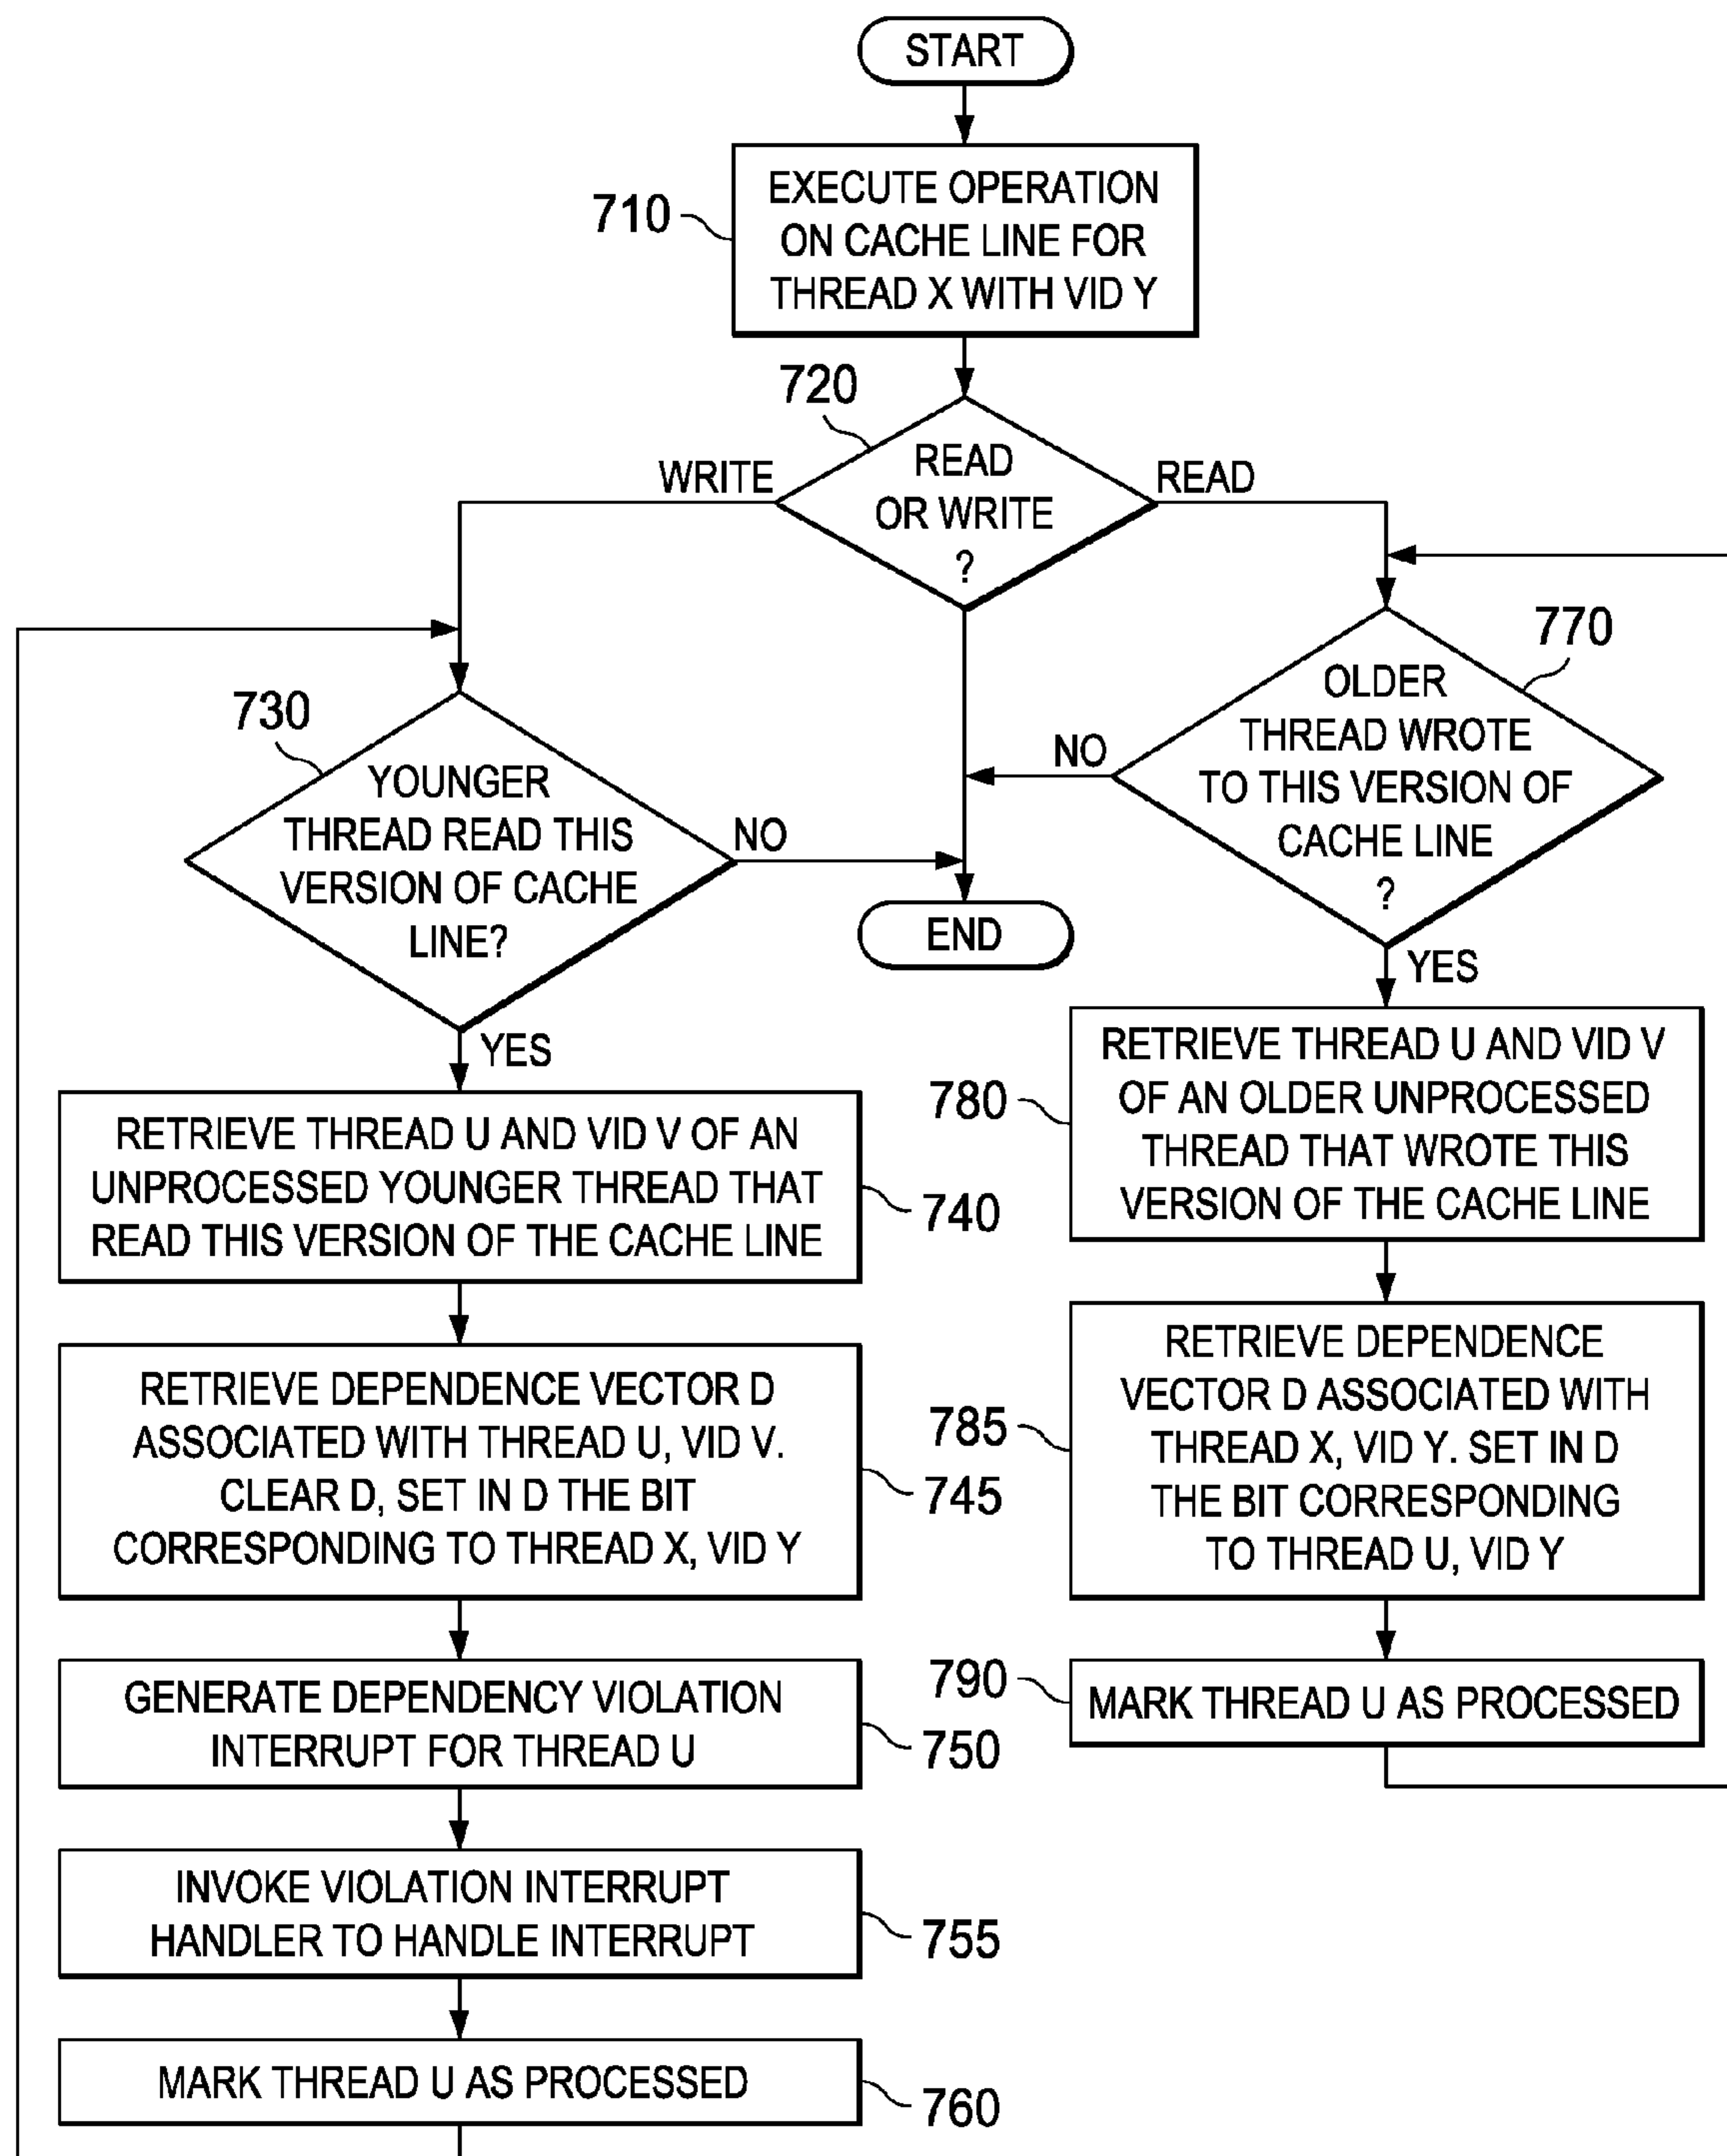 START
710
EXECUTE OPERATION
ON CACHE LINE FOR
THREAD X WITH VID Y
720
READ
OR WRITE
?
WRITE
READ
730
YOUNGER
THREAD READ THIS
VERSION OF CACHE
LINE?
NO
YES
770
OLDER
THREAD WROTE
TO THIS VERSION OF
CACHE LINE
?
NO
YES
END
RETRIEVE THREAD U AND VID V OF AN
UNPROCESSED YOUNGER THREAD THAT
READ THIS VERSION OF THE CACHE LINE
740
RETRIEVE DEPENDENCE VECTOR D
ASSOCIATED WITH THREAD U, VID V.
CLEAR D, SET IN D THE BIT
CORRESPONDING TO THREAD X, VID Y
745
GENERATE DEPENDENCY VIOLATION
INTERRUPT FOR THREAD U
750
INVOKE VIOLATION INTERRUPT
HANDLER TO HANDLE INTERRUPT
755
MARK THREAD U AS PROCESSED
760
780
RETRIEVE THREAD U AND VID V
OF AN OLDER UNPROCESSED
THREAD THAT WROTE THIS
VERSION OF THE CACHE LINE
785
RETRIEVE DEPENDENCE
VECTOR D ASSOCIATED WITH
THREAD X, VID Y. SET IN D
THE BIT CORRESPONDING
TO THREAD U, VID Y
790
MARK THREAD U AS PROCESSED